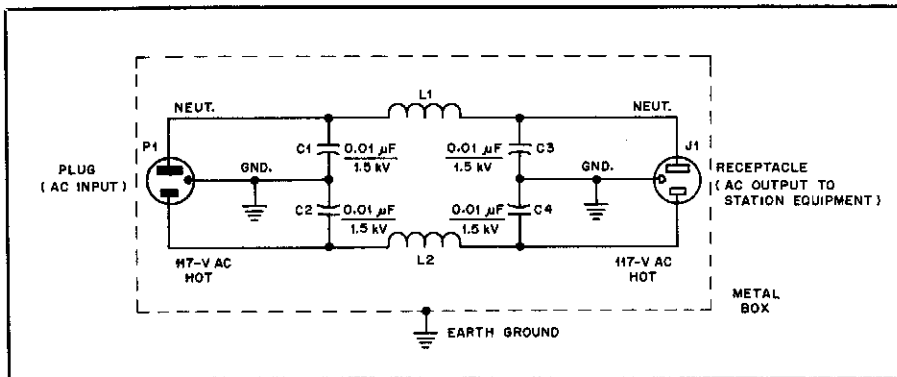 NEUT.
L1
NEUT.
P1
C1
0.01 µF
1.5 kV
0.01 µF
1.5 kV
C3
J1
PLUG
(AC INPUT)
GND.
GND.
RECEPTACLE
(AC OUTPUT TO
STATION EQUIPMENT)
C2
0.01 µF
1.5 kV
0.01 µF
1.5 kV
C4
117-V AC
HOT
L2
117-V AC
HOT
METAL
BOX
EARTH GROUND